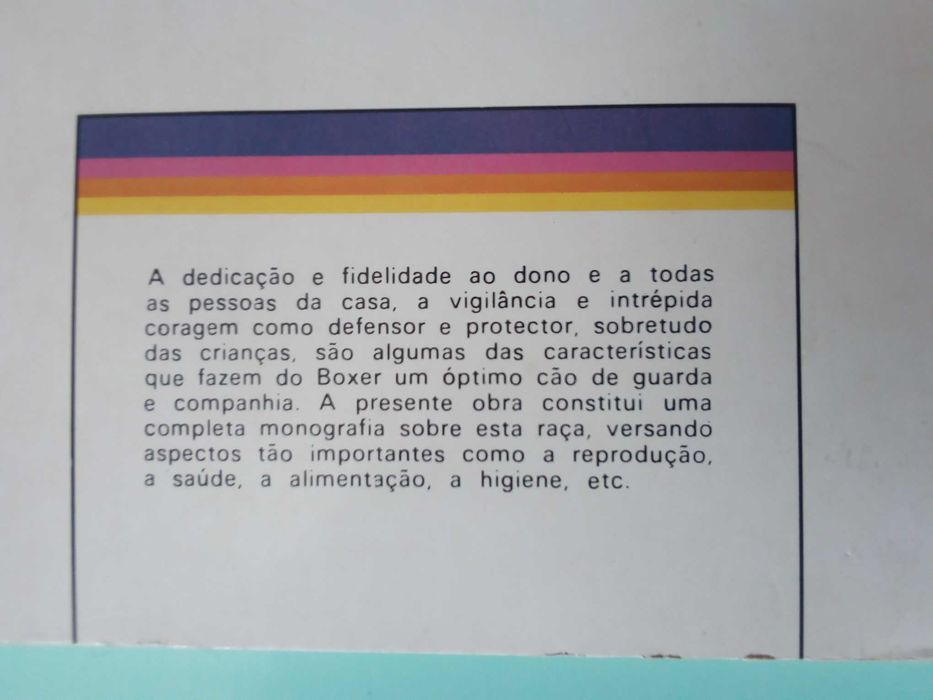 A dedicação e fidelidade ao dono e a todas
as pessoas da casa, a vigilância e intrépida
coragem como defensor e protector, sobretudo
das crianças, são algumas das características
que fazem do Boxer um óptimo cão de guarda
e companhia. A presente obra constitui uma
completa monografia sobre esta raça, versando
aspectos tão importantes como a reprodução,
a saúde, a alimentação, a higiene, etc.